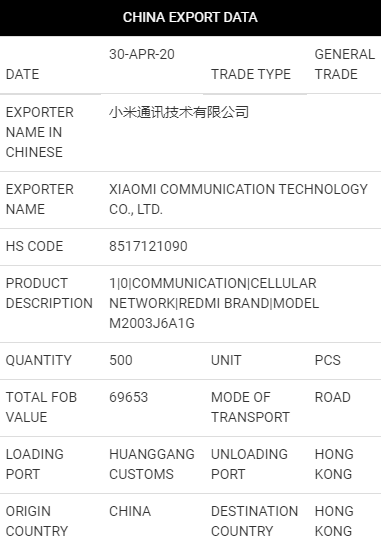 CHINA EXPORT DATA
DATE 30-APR-20 TRADE TYPE GENERAL
TRADE
EXPORTER 小米通讯技术有限公司
NAME IN
CHINESE
EXPORTER XIAOMI COMMUNICATION TECHNOLOGY
NAME CO., LTD.
HS CODE 8517121090
PRODUCT 1|0|COMMUNICATION|CELLULAR
DESCRIPTION NETWORK|REDMI BRAND|MODEL
M2003J6A1G
QUANTITY 500 UNIT PCS
TOTAL FOB 69653 MODE OF ROAD
VALUE TRANSPORT
LOADING HUANGGANG UNLOADING HONG
PORT CUSTOMS PORT KONG
ORIGIN CHINA DESTINATION HONG
COUNTRY COUNTRY KONG